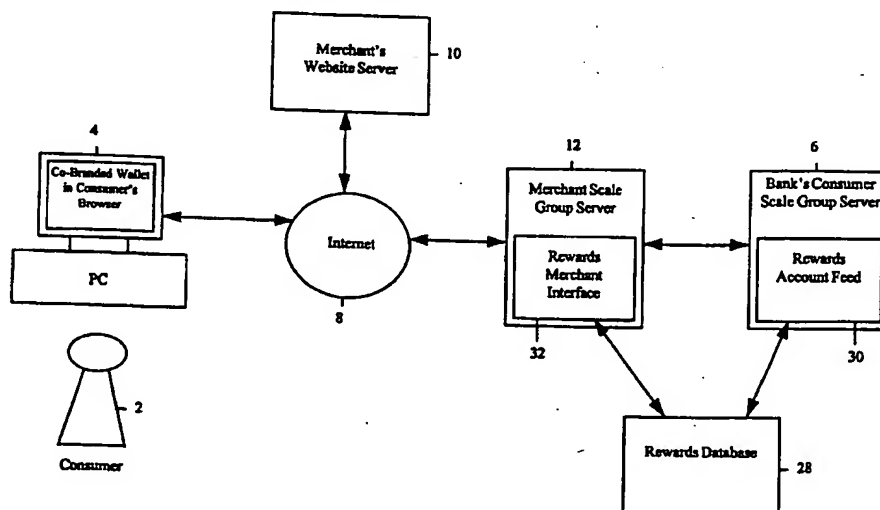 Merchant's
Website Server
10
4
Co-Branded Wallet
in Consumer's
Browser
PC
Internet
8
12
Merchant Scale
Group Server
Rewards
Merchant
Interface
32
6
Bank's Consumer
Scale Group Server
Rewards
Account Feed
30
2
Consumer
Rewards Database
28